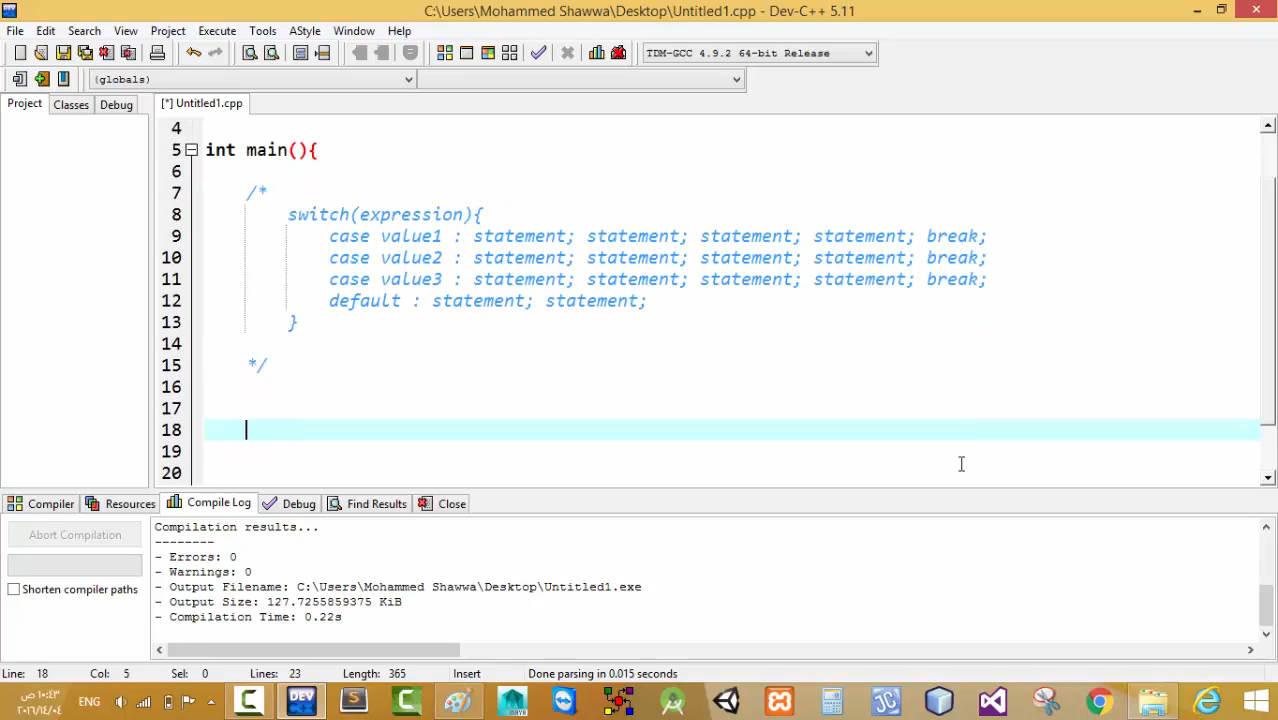 C:\Users\Mohammed Shawwa\Desktop\Untitled1.cpp - Dev-C++ 5.11
File Edit Search View Project Execute Tools AStyle Window Help
TDM-GCC 4.9.2 64-bit Release
(globals)
Project Classes Debug [*] Untitled1.cpp
4
5 int main(){
6
7 /*
8 switch(expression){
9 case value1 : statement; statement; statement; statement; break;
10 case value2 : statement; statement; statement; statement; break;
11 case value3 : statement; statement; statement; statement; break;
12 default : statement; statement;
13 }
14
15 */
16
17
18
19
20
Compiler Resources Compile Log Debug Find Results Close
Abort Compilation
Shorten compiler paths
Compilation results...
--------
- Errors: 0
- Warnings: 0
- Output Filename: C:\Users\Mohammed Shawwa\Desktop\Untitled1.exe
- Output Size: 127.7255859375 KiB
- Compilation Time: 0.22s
Line: 18 Col: 5 Sel: 0 Lines: 23 Length: 365 Insert Done parsing in 0.015 seconds
ENG
١٠:٤٣ ص
DEV
MAYA
JC